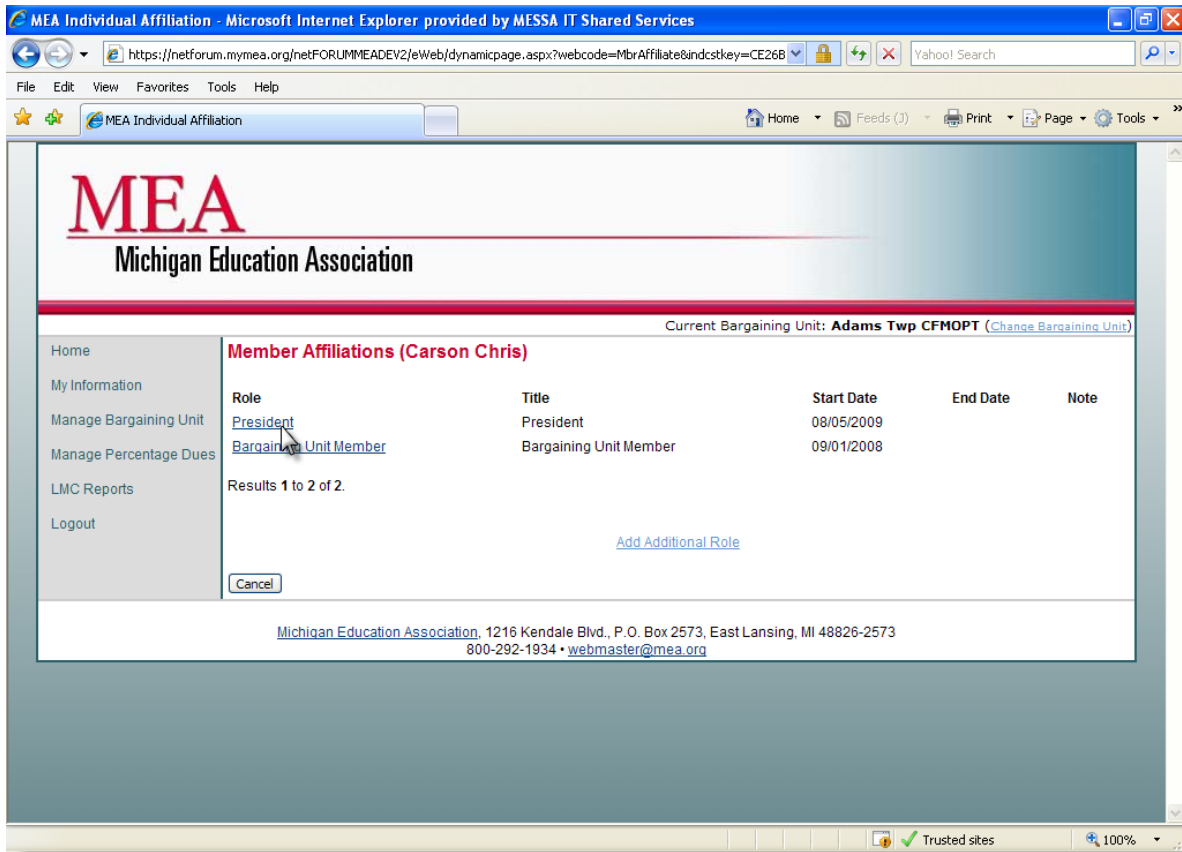 MEA Individual Affiliation - Microsoft Internet Explorer provided by MESSA IT Shared Services
https://netforum.mymea.org/netFORUMMEADEV2/eWeb/dynamicpage.aspx?webcode=MbrAffiliate&indcstkey=CE26B
Yahoo! Search
File Edit View Favorites Tools Help
MEA Individual Affiliation
Home Feeds (J) Print Page Tools »
MEA
Michigan Education Association
Current Bargaining Unit: Adams Twp CFMOPT (Change Bargaining Unit)
Home
My Information
Manage Bargaining Unit
Manage Percentage Dues
LMC Reports
Logout
Member Affiliations (Carson Chris)
Role Title Start Date End Date Note
President President 08/05/2009
Bargaining Unit Member Bargaining Unit Member 09/01/2008
Results 1 to 2 of 2.
Add Additional Role
Cancel
Michigan Education Association, 1216 Kendale Blvd., P.O. Box 2573, East Lansing, MI 48826-2573
800-292-1934 • webmaster@mea.org
Trusted sites 100%